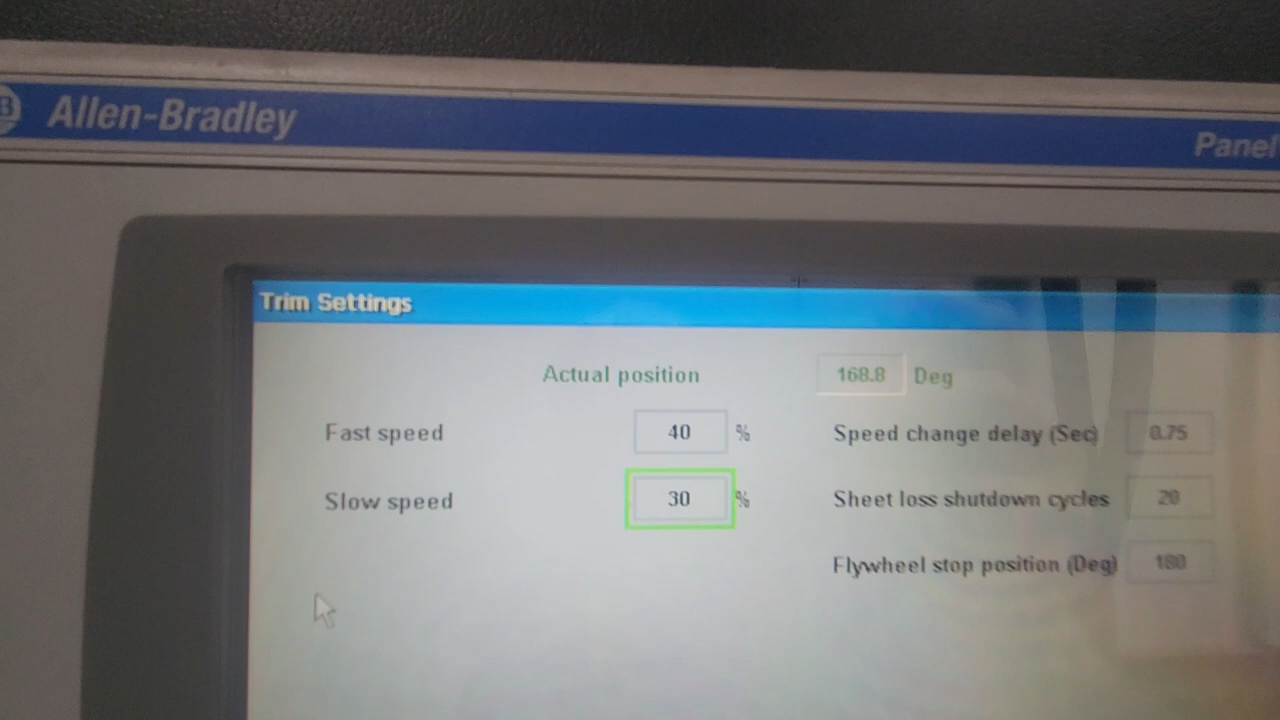 Allen-Bradley
Panel
Trim Settings
Actual position 168.8 Deg
Fast speed 40 % Speed change delay (Sec) 0.75
Slow speed 30 % Sheet loss shutdown cycles 20
Flywheel stop position (Deg) 180